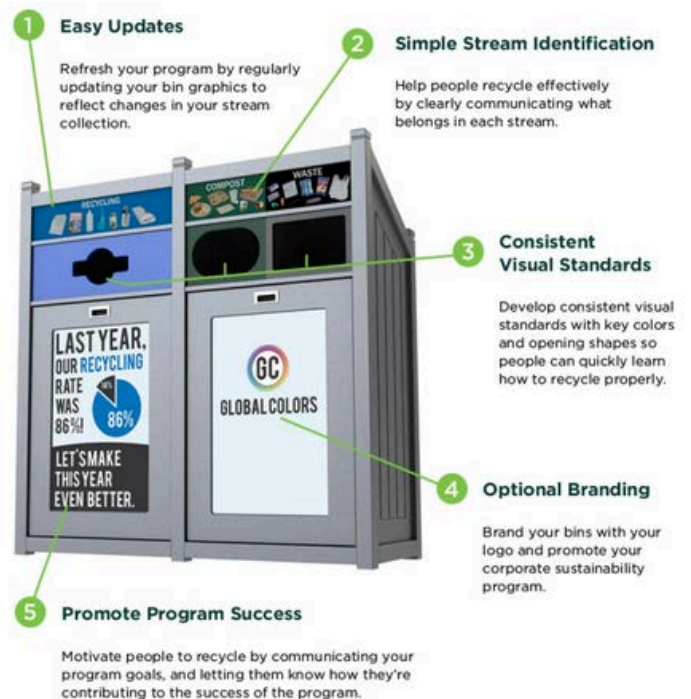 1
Easy Updates
Refresh your program by regularly
updating your bin graphics to
reflect changes in your stream
collection.
2
Simple Stream Identification
Help people recycle effectively
by clearly communicating what
belongs in each stream.
RECYCLING
COMPOST
WASTE
3
Consistent
Visual Standards
Develop consistent visual
standards with key colors
and opening shapes so
people can quickly learn
how to recycle properly.
LAST YEAR,
OUR RECYCLING
RATE
WAS
86%!
14%
86%
LET'S MAKE
THIS YEAR
EVEN BETTER.
GC
GLOBAL COLORS
4
Optional Branding
Brand your bins with your
logo and promote your
corporate sustainability
program.
5
Promote Program Success
Motivate people to recycle by communicating your
program goals, and letting them know how they're
contributing to the success of the program.